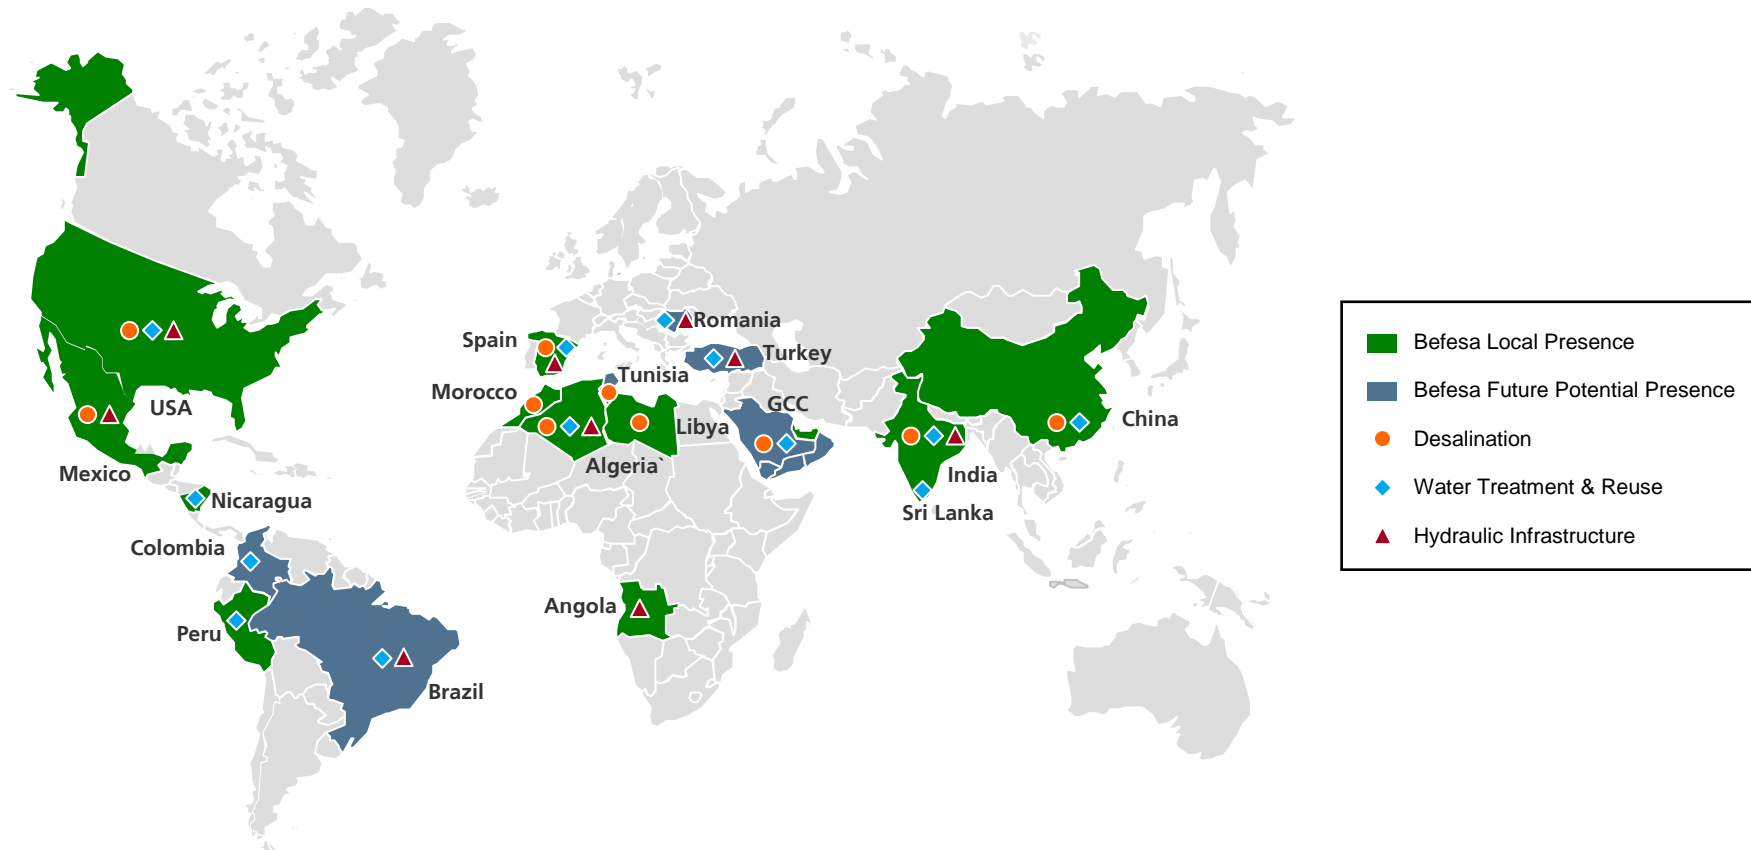 Romania
Spain
Turkey
Tunisia
Morocco
GCC
USA
Libya
China
Algeria`
Mexico
India
Nicaragua
Sri Lanka
Colombia
Angola
Peru
Brazil
Befesa Local Presence
Befesa Future Potential Presence
Desalination
Water Treatment & Reuse
Hydraulic Infrastructure